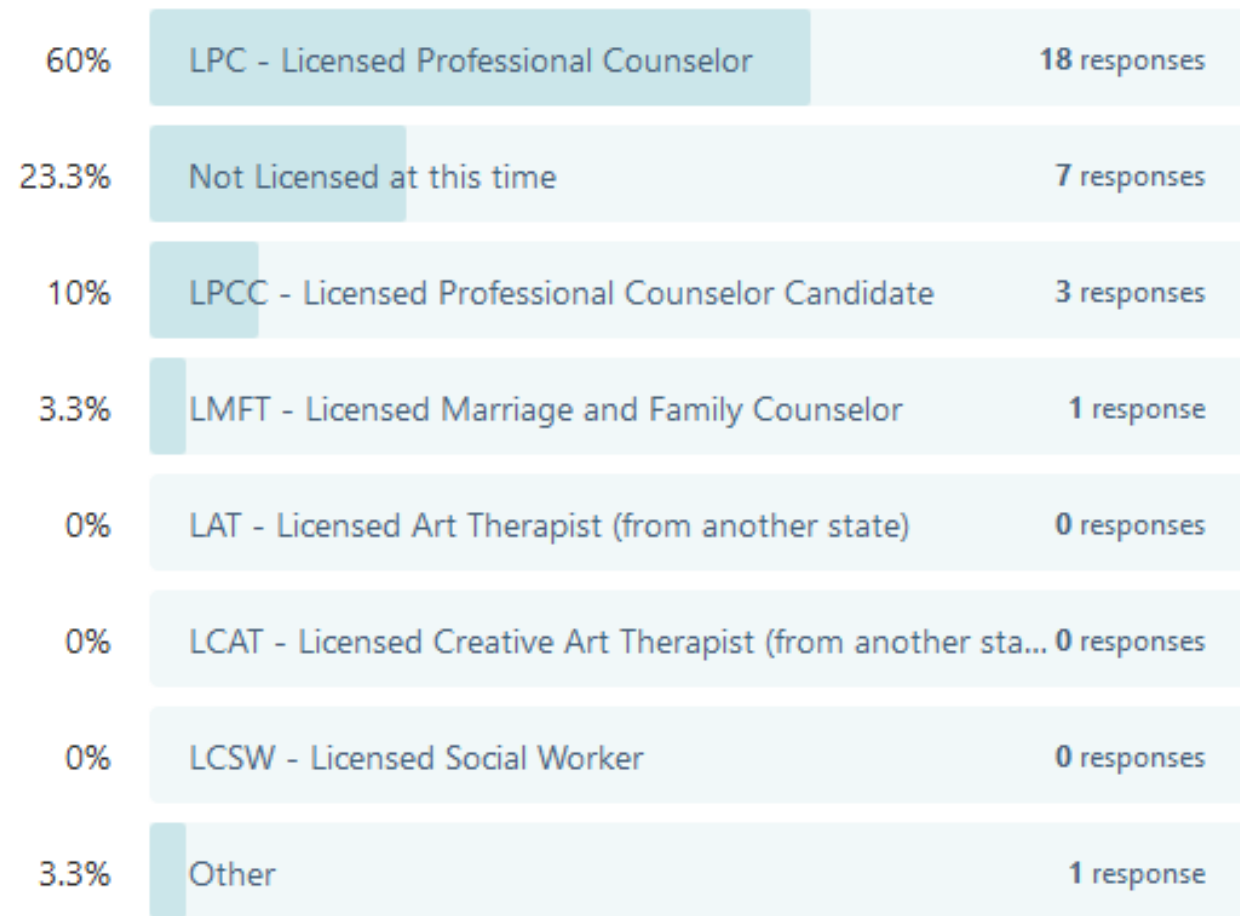 60% LPC - Licensed Professional Counselor 18 responses
23.3% Not Licensed at this time 7 responses
10% LPCC - Licensed Professional Counselor Candidate 3 responses
3.3% LMFT - Licensed Marriage and Family Counselor 1 response
0% LAT - Licensed Art Therapist (from another state) 0 responses
0% LCAT - Licensed Creative Art Therapist (from another sta... 0 responses
0% LCSW - Licensed Social Worker 0 responses
3.3% Other 1 response